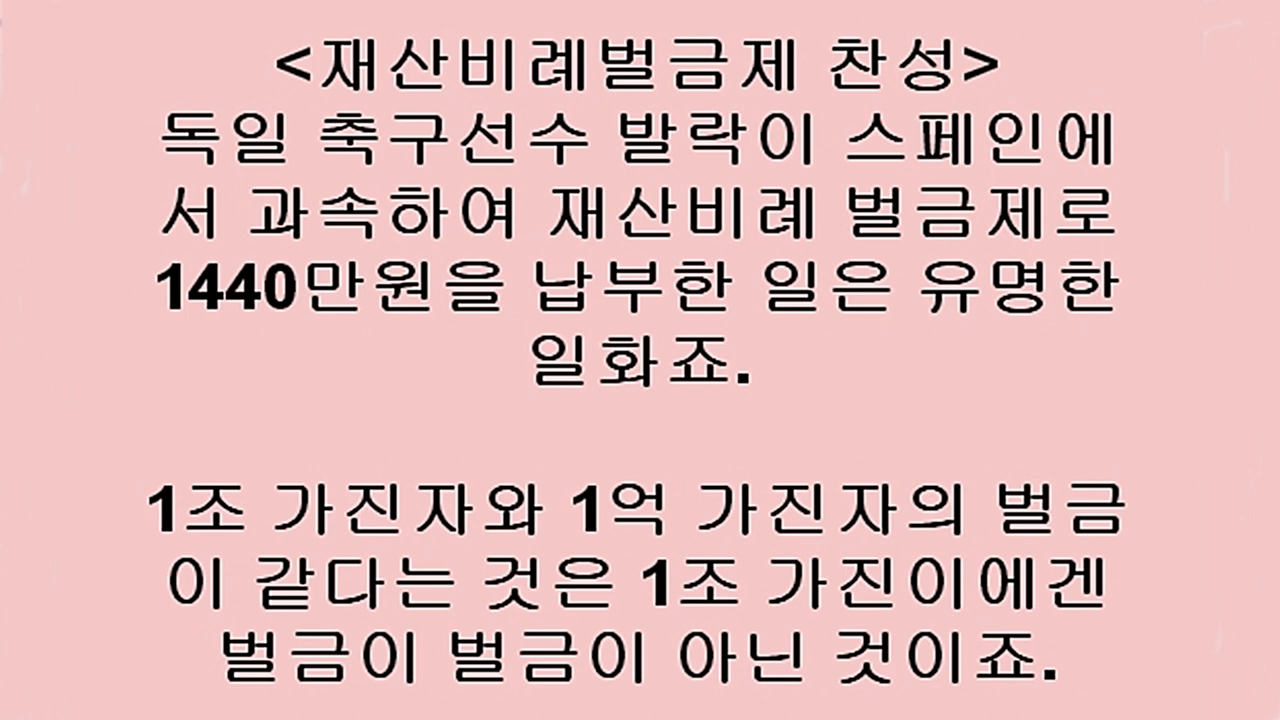 <재산비례벌금제 찬성>
독일 축구선수 발락이 스페인에
서 과속하여 재산비례 벌금제로
1440만원을 납부한 일은 유명한
일화죠.
1조 가진자와 1억 가진자의 벌금
이 같다는 것은 1조 가진이에겐
벌금이 벌금이 아닌 것이죠.